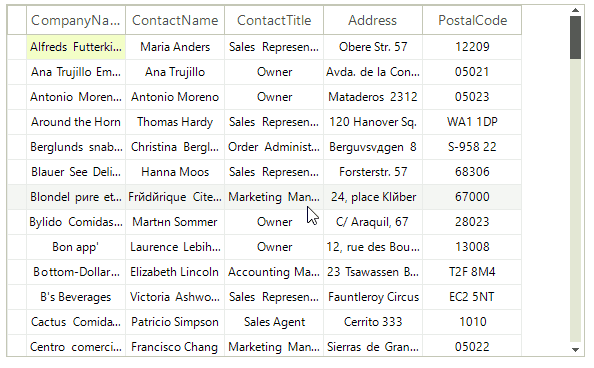 CompanyNa... ContactName ContactTitle Address PostalCode
Alfreds Futterki... Maria Anders Sales Represen... Obere Str. 57 12209
Ana Trujillo Em... Ana Trujillo Owner Avda. de la Con... 05021
Antonio Moren... Antonio Moreno Owner Mataderos 2312 05023
Around the Horn Thomas Hardy Sales Represen... 120 Hanover Sq. WA1 1DP
Berglunds snab... Christina Bergl... Order Administ... Berguvsvдgen 8 S-958 22
Blauer See Deli... Hanna Moos Sales Represen... Forsterstr. 57 68306
Blondel pиre et... Frйdйrique Cite... Marketing Man... 24, place Klйber 67000
Bylido Comidas... Martнn Sommer Owner C/ Araquil, 67 28023
Bon app' Laurence Lebih... Owner 12, rue des Bou... 13008
Bottom-Dollar... Elizabeth Lincoln Accounting Ma... 23 Tsawassen B... T2F 8M4
B's Beverages Victoria Ashwo... Sales Represen... Fauntleroy Circus EC2 5NT
Cactus Comida... Patricio Simpson Sales Agent Cerrito 333 1010
Centro comerci... Francisco Chang Marketing Man... Sierras de Gran... 05022